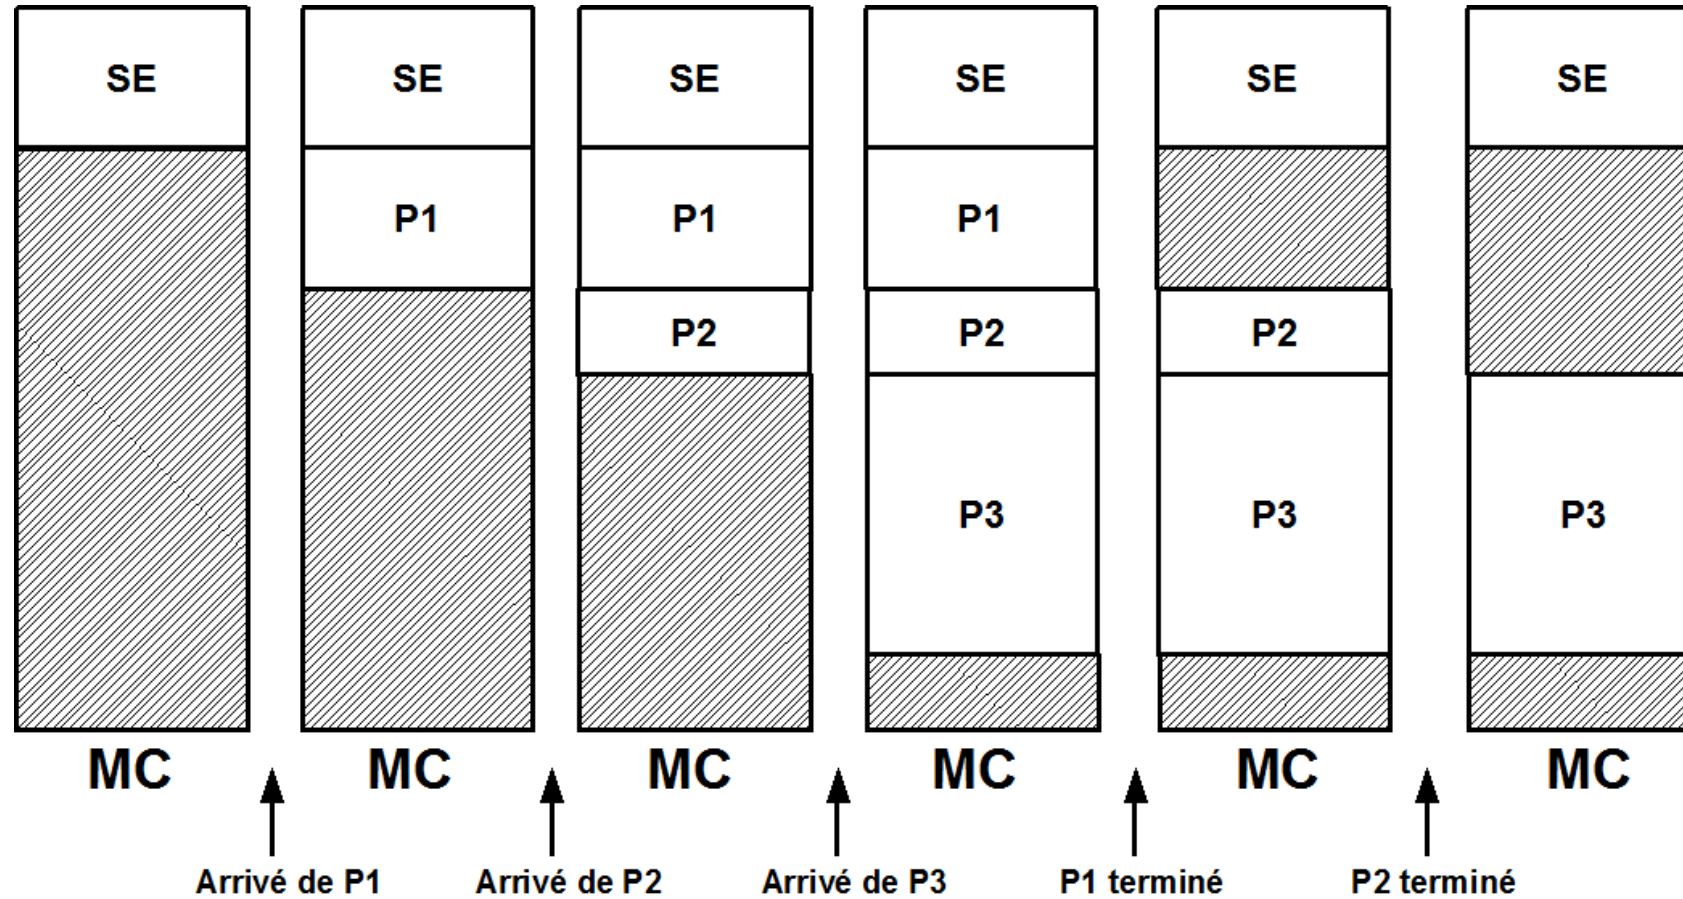 SE SE SE SE SE SE
P1 P1 P1
P2 P2 P2
P3 P3 P3
MC MC MC MC MC MC
Arrivé de P1 Arrivé de P2 Arrivé de P3 P1 terminé P2 terminé